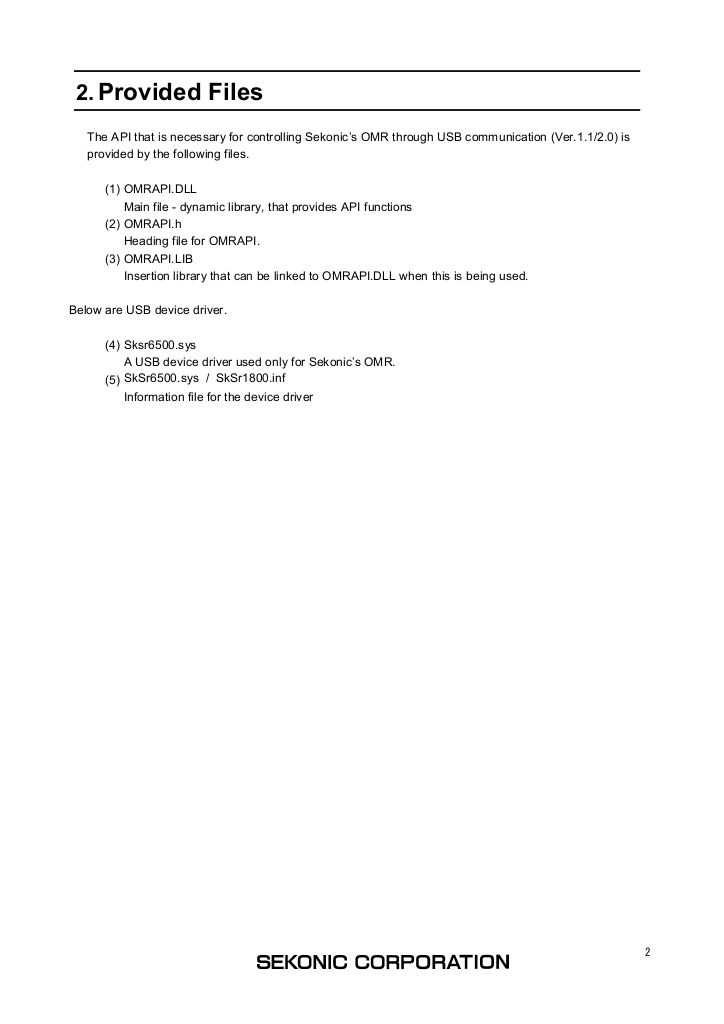 2. Provided Files
The API that is necessary for controlling Sekonic's OMR through USB communication (Ver.1.1/2.0) is
provided by the following files.
(1) OMRAPI.DLL
Main file - dynamic library, that provides API functions
(2) OMRAPI.h
Heading file for OMRAPI.
(3) OMRAPI.LIB
Insertion library that can be linked to OMRAPI.DLL when this is being used.
Below are USB device driver.
(4) Sksr6500.sys
A USB device driver used only for Sekonic's OMR.
(5) SkSr6500.sys / SkSr1800.inf
Information file for the device driver
SEKONIC CORPORATION
2